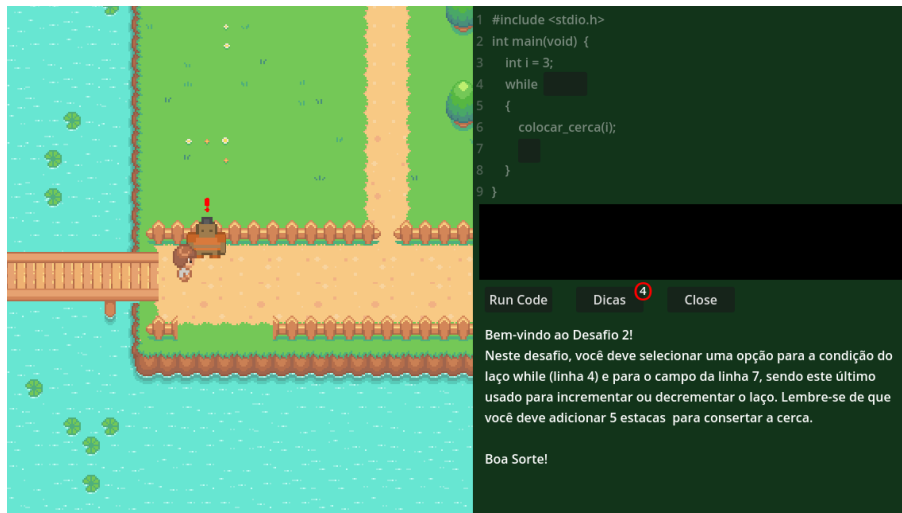 1 #include <stdio.h>
2 int main(void) {
3 int i = 3;
4 while
5 {
6 colocar_cerca(i);
7
8 }
9 }
Run Code Dicas 4 Close
Bem-vindo ao Desafio 2!
Neste desafio, você deve selecionar uma opção para a condição do
laço while (linha 4) e para o campo da linha 7, sendo este último
usado para incrementar ou decrementar o laço. Lembre-se de que
você deve adicionar 5 estacas para consertar a cerca.
Boa Sorte!